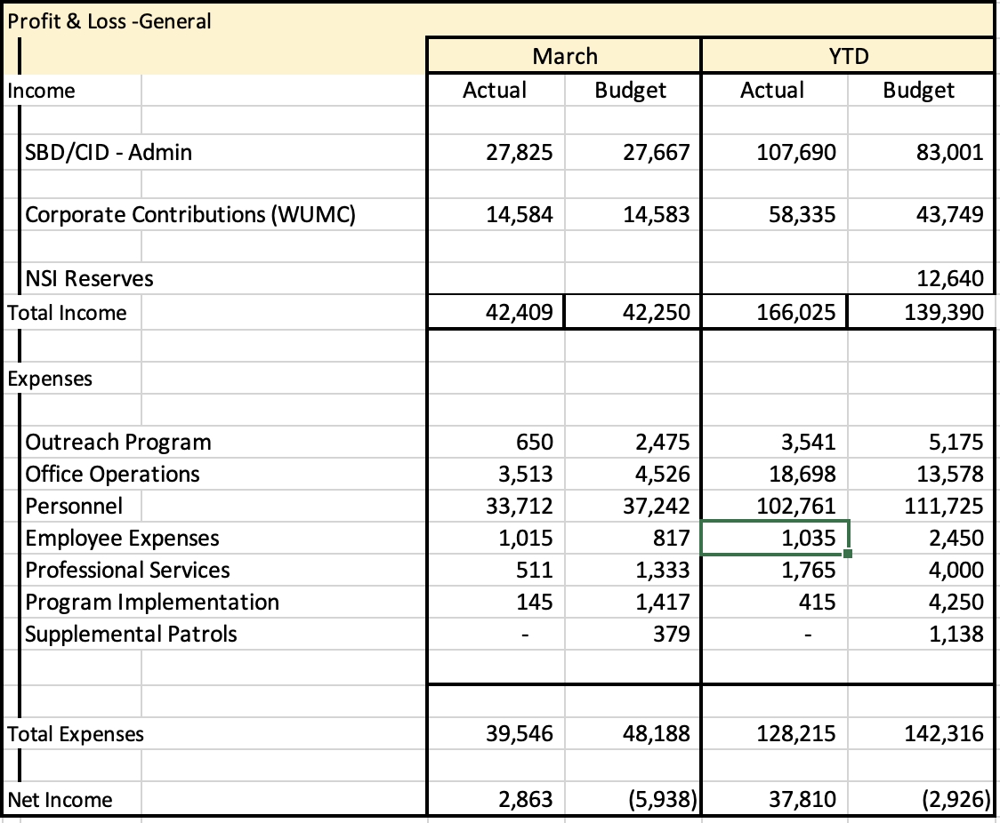 Profit & Loss -General
March YTD
Income Actual Budget Actual Budget
SBD/CID - Admin 27,825 27,667 107,690 83,001
Corporate Contributions (WUMC) 14,584 14,583 58,335 43,749
NSI Reserves 12,640
Total Income 42,409 42,250 166,025 139,390
Expenses
Outreach Program 650 2,475 3,541 5,175
Office Operations 3,513 4,526 18,698 13,578
Personnel 33,712 37,242 102,761 111,725
Employee Expenses 1,015 817 1,035 2,450
Professional Services 511 1,333 1,765 4,000
Program Implementation 145 1,417 415 4,250
Supplemental Patrols - 379 - 1,138
Total Expenses 39,546 48,188 128,215 142,316
Net Income 2,863 (5,938) 37,810 (2,926)